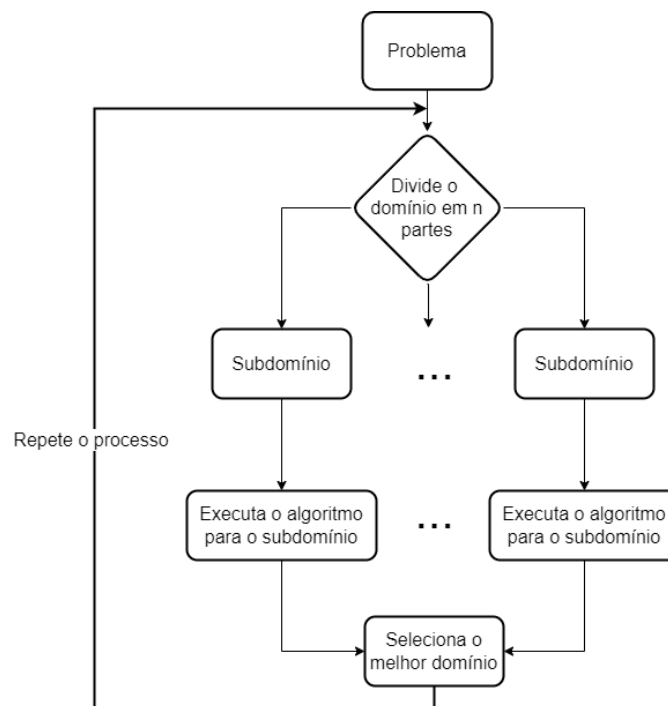 Problema
Divide o
domínio em n
partes
Subdomínio
...
Subdomínio
Repete o processo
Executa o algoritmo
para o subdomínio
...
Executa o algoritmo
para o subdomínio
Seleciona o
melhor domínio